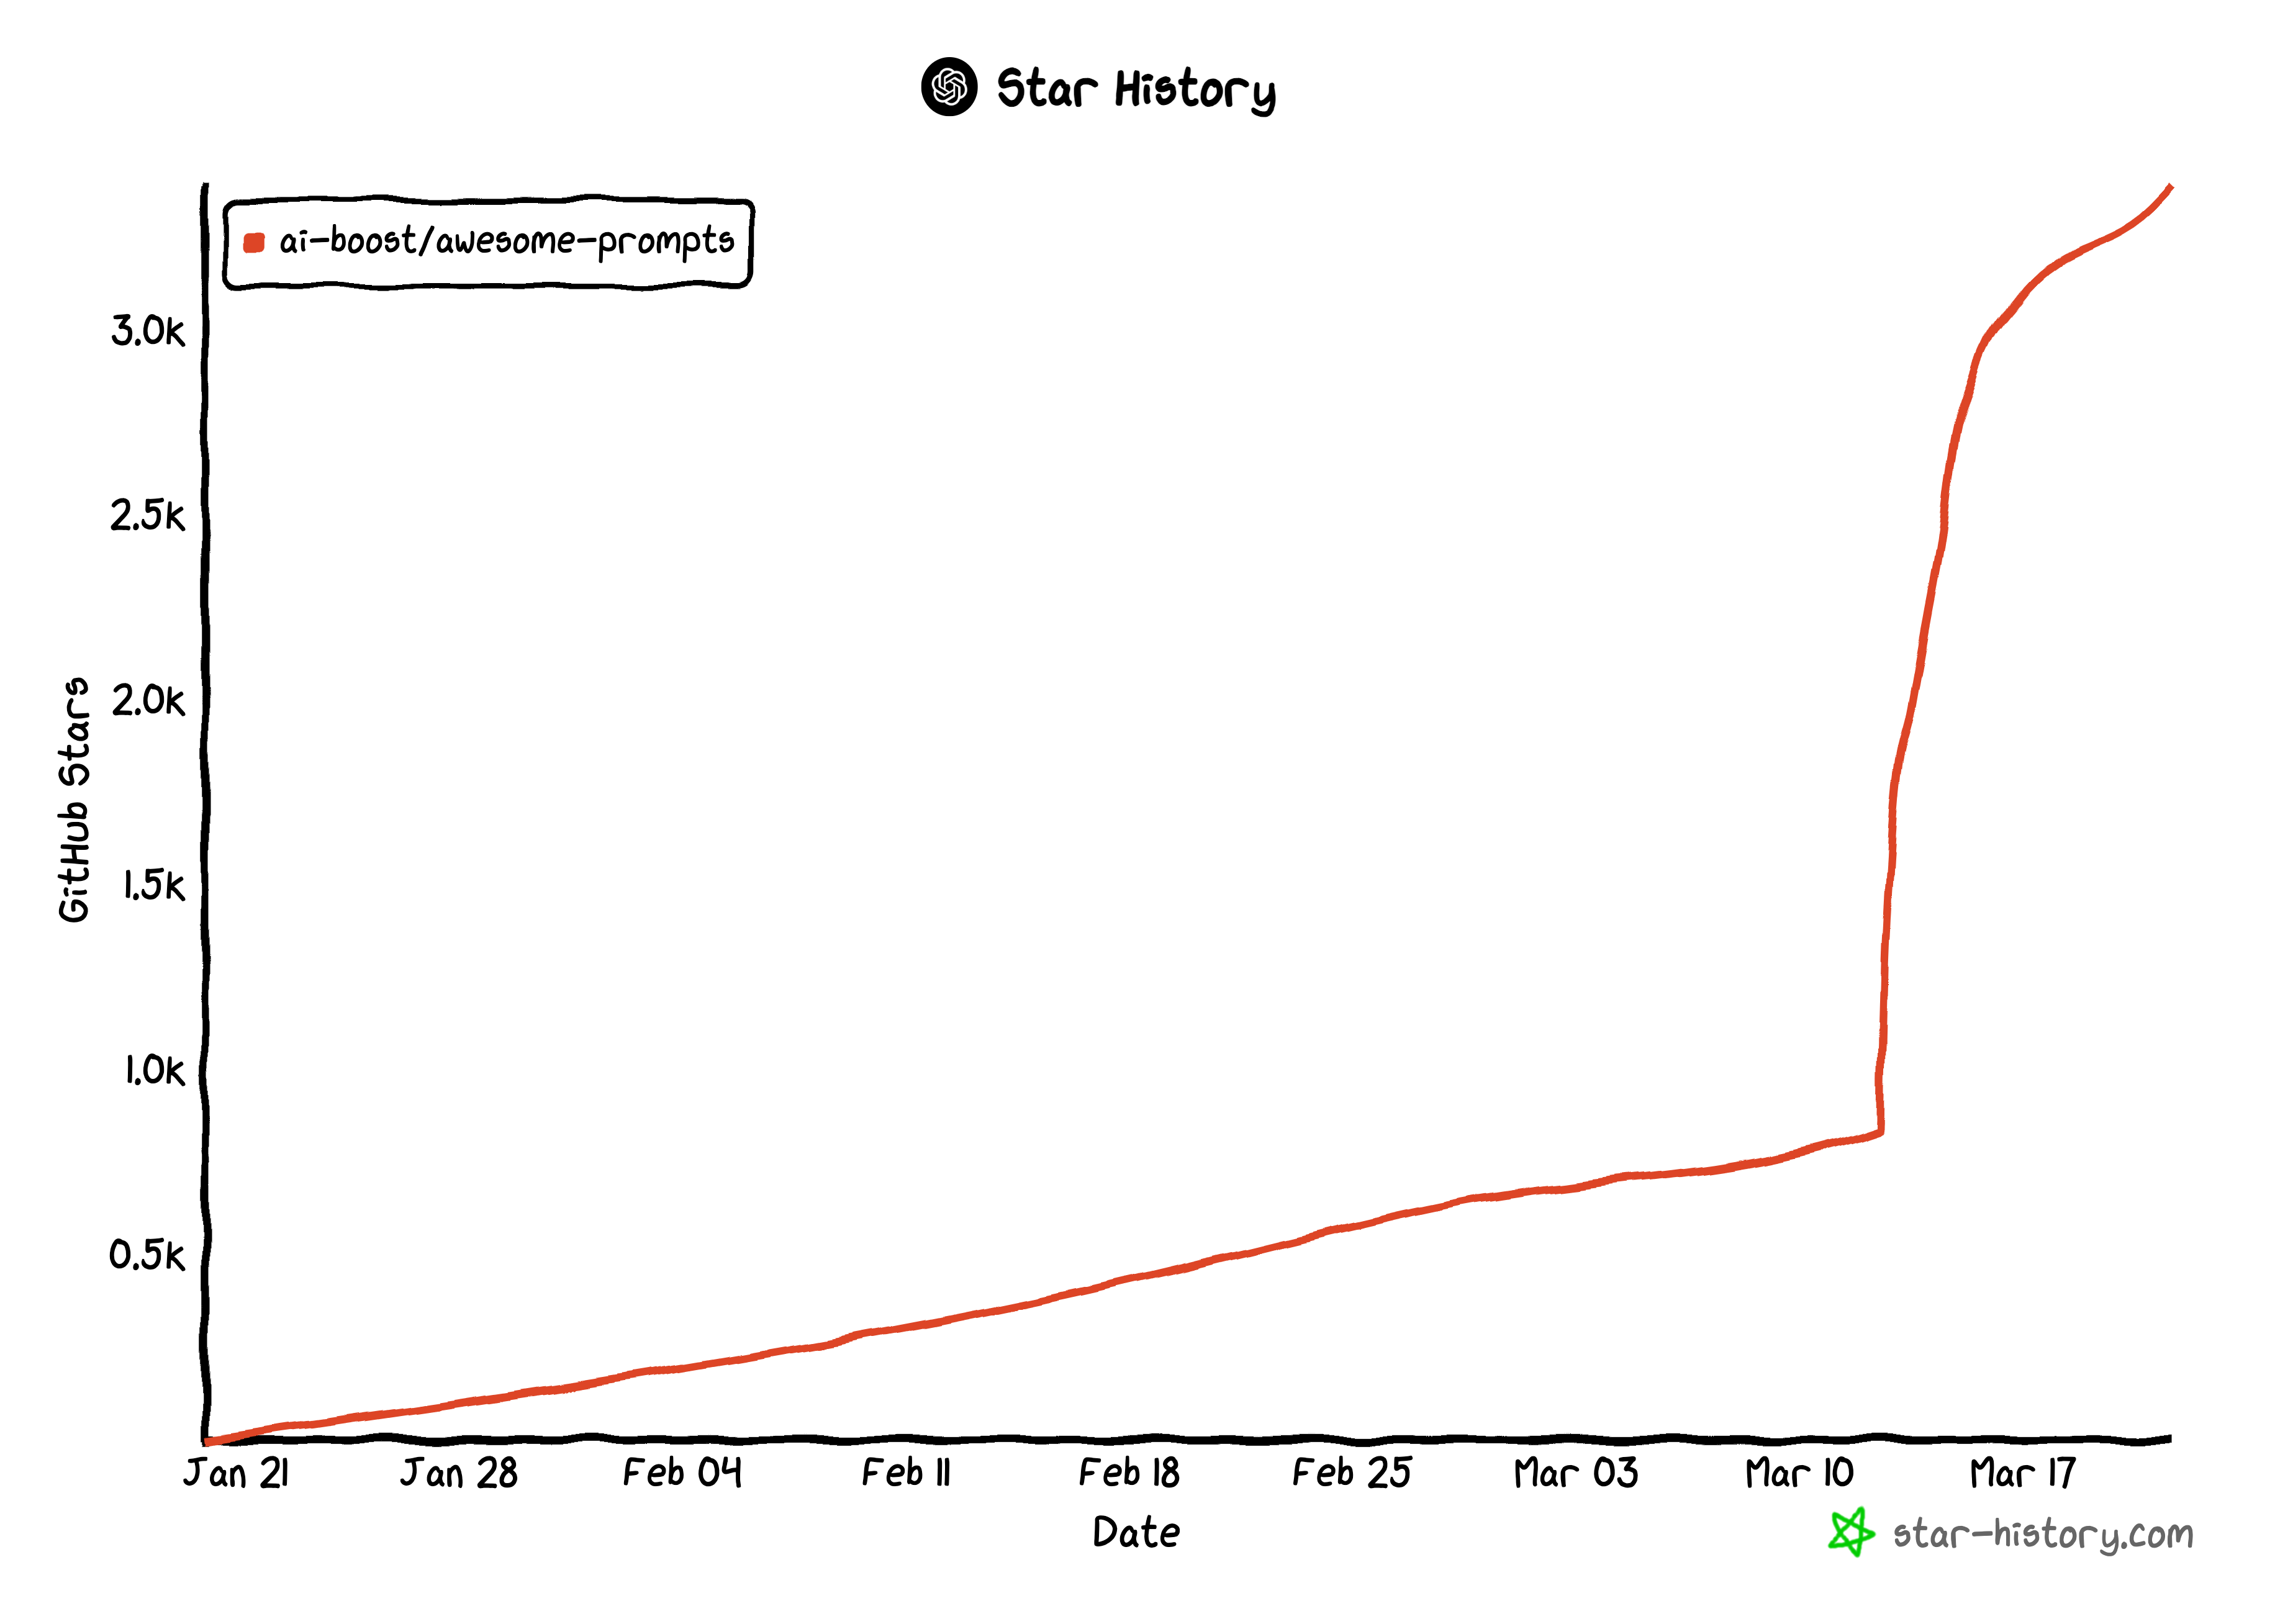 Star History
ai-boost/awesome-prompts
3.0K
2.5K
2.0K
1.5K
1.0K
0.5K
GitHub Stars
Jan 21
Jan 28
Feb 04
Feb 11
Feb 18
Feb 25
Mar 03
Mar 10
Mar 17
Date
star-history.com